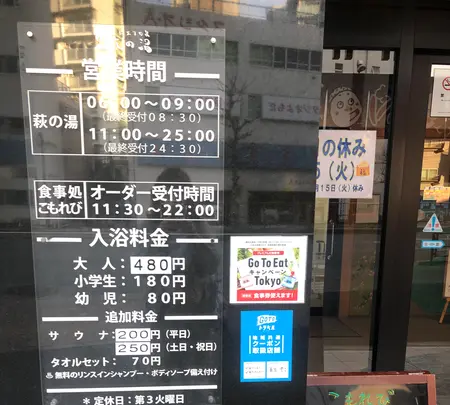 の湯
営業時間
萩の湯
06:00～09:00
(最終受付08:30)
11:00～25:00
(最終受付24:30)
食事処
こもれび
オーダー受付時間
11:30～22:00
入浴料金
大人：480円
小学生：180円
幼児：80円
追加料金
サウナ：200円（平日）
250円（土日・祝日）
タオルセット：70円
無料のリンスインシャンプー・ボディソープ備え付け
＊定休日：第3火曜日
Go To Eat
キャンペーン
Tokyo
食事券使えます！
地域共通
クーポン
取扱店舗
の休み
（火）
月15日（火）休み